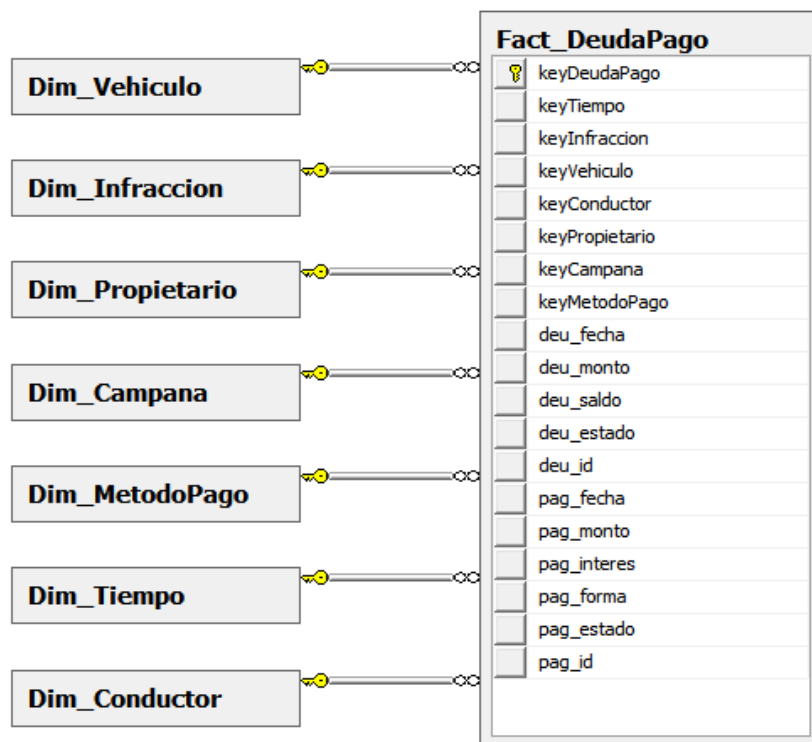 Fact_DeudaPago
keyDeudaPago
keyTiempo
keyInfraccion
keyVehiculo
keyConductor
keyPropietario
keyCampana
keyMetodoPago
deu_fecha
deu_monto
deu_saldo
deu_estado
deu_id
pag_fecha
pag_monto
pag_interes
pag_forma
pag_estado
pag_id
Dim_Vehiculo
Dim_Infraccion
Dim_Propietario
Dim_Campana
Dim_MetodoPago
Dim_Tiempo
Dim_Conductor